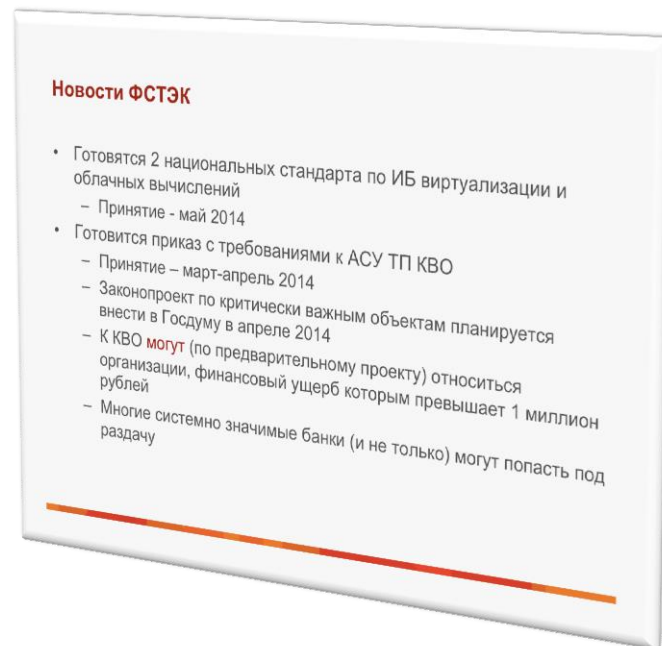 Новости ФСТЭК
• Готовятся 2 национальных стандарта по ИБ виртуализации и
облачных вычислений
– Принятие - май 2014
• Готовится приказ с требованиями к АСУ ТП КВО
– Принятие – март-апрель 2014
– Законопроект по критически важным объектам планируется
внести в Госдуму в апреле 2014
– К КВО могут (по предварительному проекту) относиться
организации, финансовый ущерб которым превышает 1 миллион
рублей
– Многие системно значимые банки (и не только) могут попасть под
раздачу